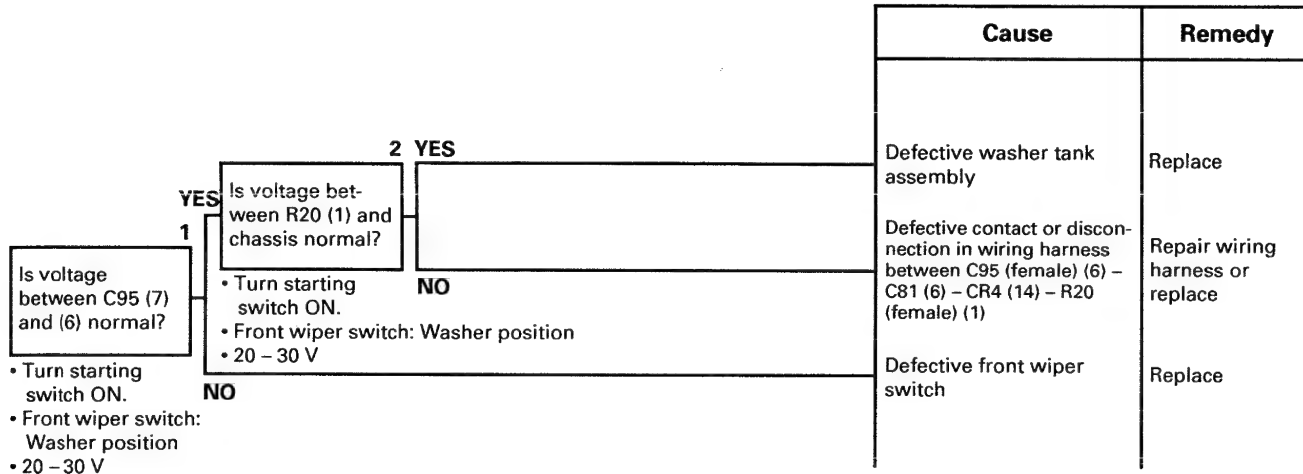 Cause
Remedy
2 YES
Defective washer tank
assembly
Replace
YES
Is voltage bet-
ween R20 (1) and
chassis normal?
1
Defective contact or discon-
nection in wiring harness
between C95 (female) (6) –
C81 (6) – CR4 (14) – R20
(female) (1)
Repair wiring
harness or
replace
Is voltage
between C95 (7)
and (6) normal?
• Turn starting
switch ON.
• Front wiper switch: Washer position
• 20 – 30 V
NO
Defective front wiper
switch
Replace
• Turn starting
switch ON.
• Front wiper switch:
Washer position
• 20 – 30 V
NO